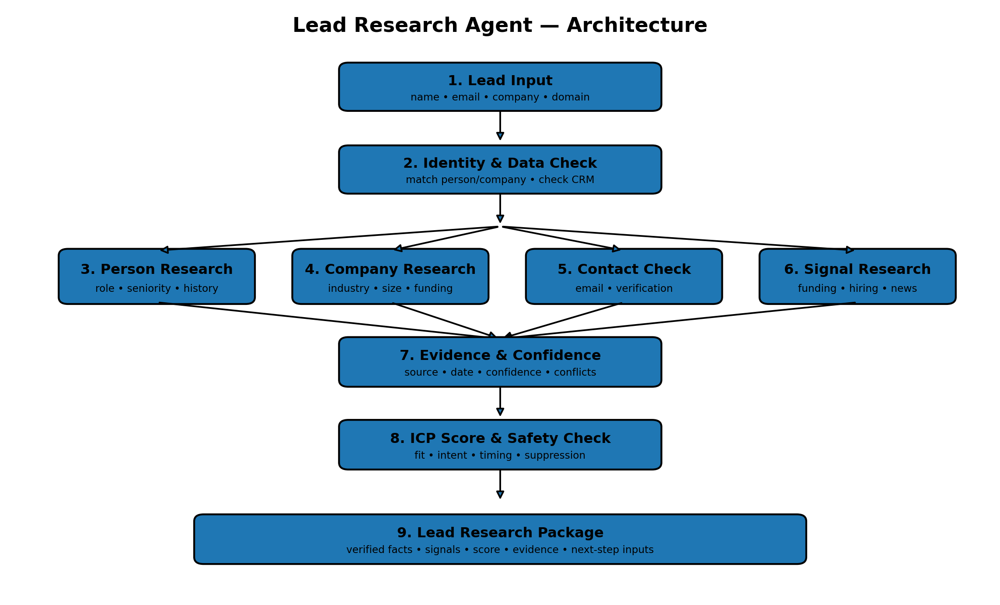 Lead Research Agent — Architecture
1. Lead Input
name • email • company • domain
2. Identity & Data Check
match person/company • check CRM
3. Person Research
role • seniority • history
4. Company Research
industry • size • funding
5. Contact Check
email • verification
6. Signal Research
funding • hiring • news
7. Evidence & Confidence
source • date • confidence • conflicts
8. ICP Score & Safety Check
fit • intent • timing • suppression
9. Lead Research Package
verified facts • signals • score • evidence • next-step inputs